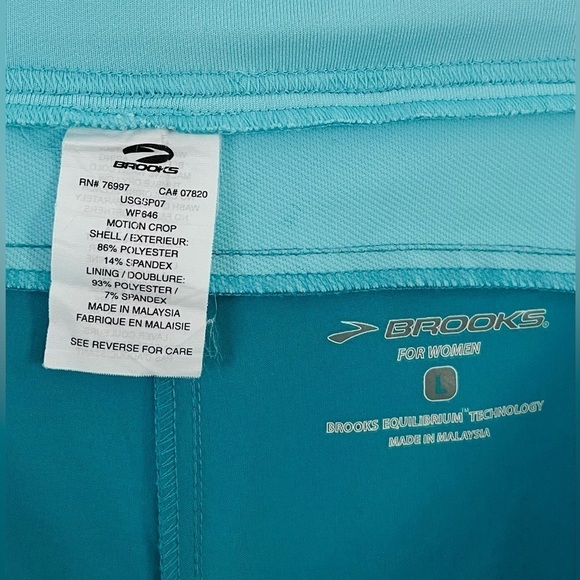 BROOKS
RN# 76997 CA# 07820
USGSP07
WP646
MOTION CROP
SHELL / EXTERIEUR:
86% POLYESTER
14% SPANDEX
LINING / DOUBLURE:
93% POLYESTER /
7% SPANDEX
MADE IN MALAYSIA
FABRIQUE EN MALAISIE
SEE REVERSE FOR CARE
BROOKS®
FOR WOMEN
L
BROOKS EQUILIBRIUM™ TECHNOLOGY
MADE IN MALAYSIA